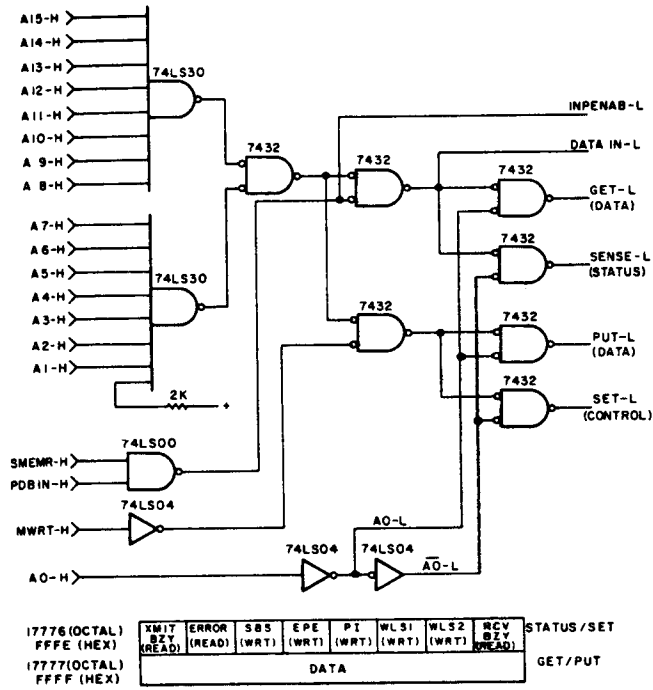 A15-H
A14-H
A13-H
A12-H
A11-H
A10-H
A 9-H
A 8-H
74LS30
A7-H
A6-H
A5-H
A4-H
A3-H
A2-H
A1-H
74LS30
2K
+
7432
7432
7432
7432
7432
7432
7432
INPENAB-L
DATA IN-L
GET-L
(DATA)
SENSE-L
(STATUS)
PUT-L
(DATA)
SET-L
(CONTROL)
SMEMR-H
PDBIN-H
74LS00
MWRT-H
74LS04
A0-H
74LS04
74LS04
A0-L
A̅0̅-L
17776(OCTAL)
FFFE (HEX)
XMIT BZY (READ)
ERROR (READ)
SBS (WRT)
EPE (WRT)
PI (WRT)
WLS1 (WRT)
WLS2 (WRT)
RCV BZY (READ)
STATUS/SET
17777(OCTAL)
FFFF (HEX)
DATA
GET/PUT